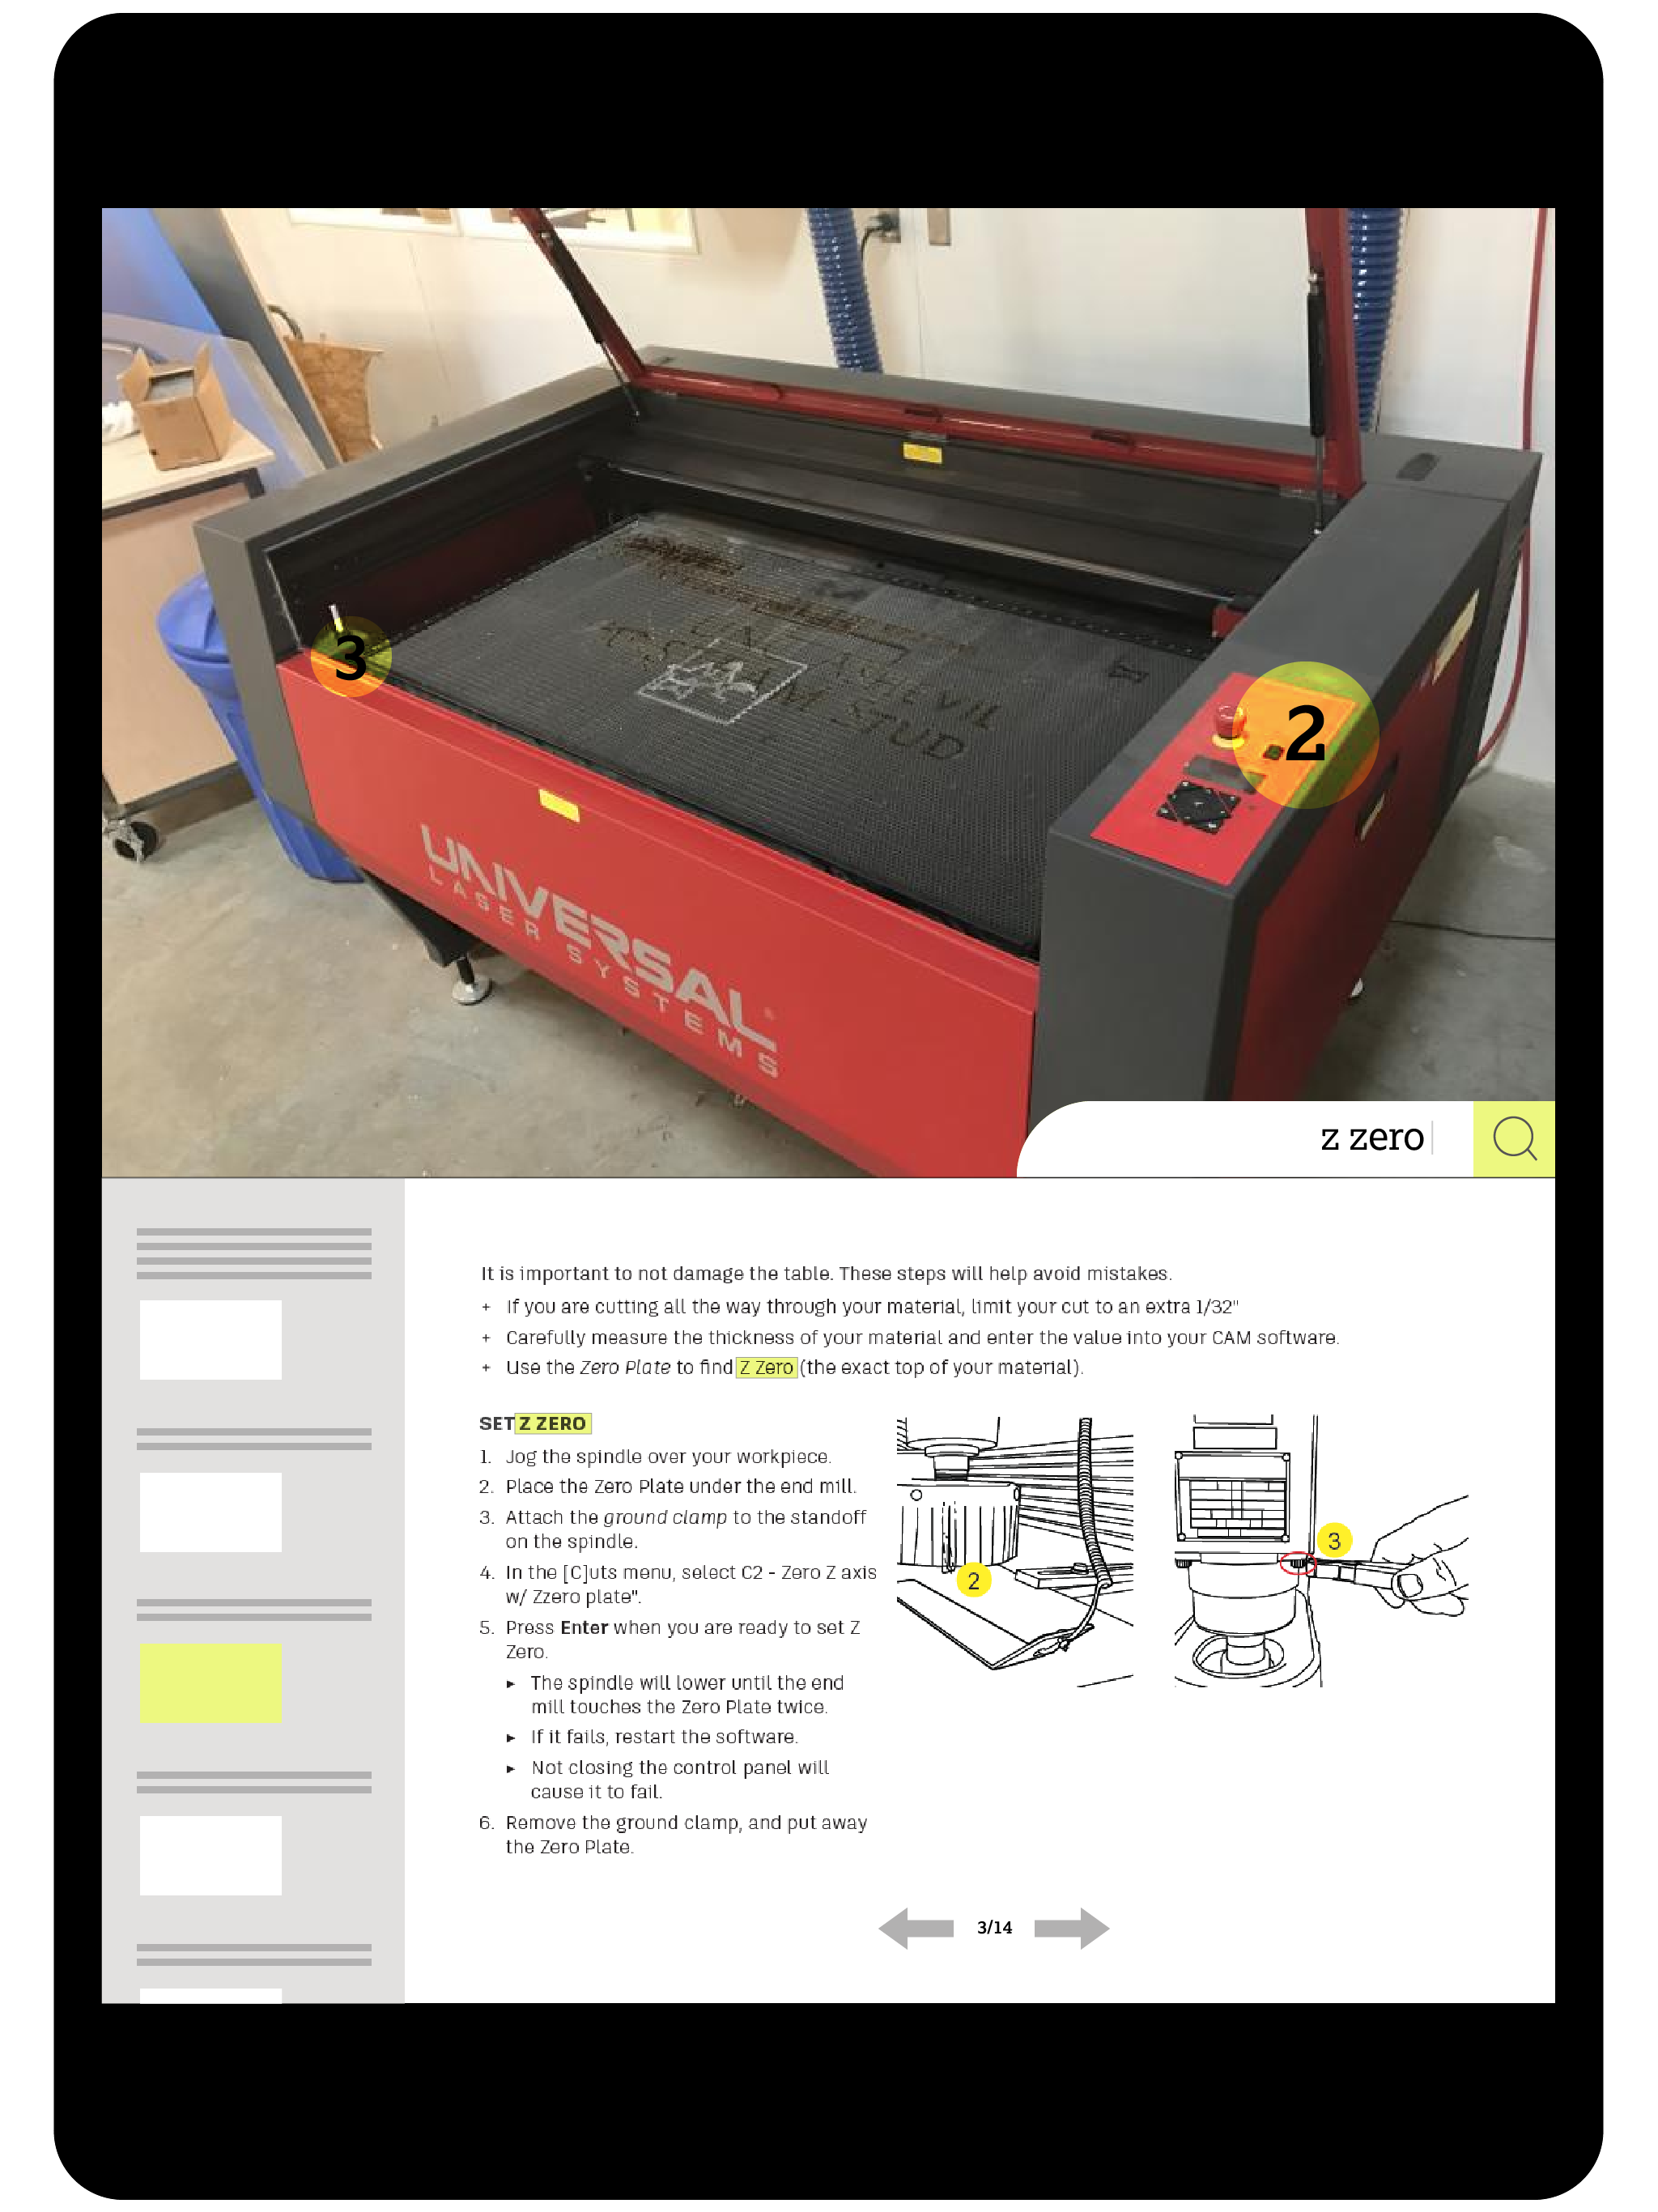 3
2
UNIVERSAL
LASER SYSTEMS
z zero
It is important to not damage the table. These steps will help avoid mistakes.
+ If you are cutting all the way through your material, limit your cut to an extra 1/32"
+ Carefully measure the thickness of your material and enter the value into your CAM software.
+ Use the Zero Plate to find Z Zero (the exact top of your material).
SET Z ZERO
1. Jog the spindle over your workpiece.
2. Place the Zero Plate under the end mill.
3. Attach the ground clamp to the standoff
on the spindle.
4. In the [C]uts menu, select C2 - Zero Z axis
w/ Zzero plate".
5. Press Enter when you are ready to set Z
Zero.
▸ The spindle will lower until the end
mill touches the Zero Plate twice.
▸ If it fails, restart the software.
▸ Not closing the control panel will
cause it to fail.
6. Remove the ground clamp, and put away
the Zero Plate.
2
3
3/14